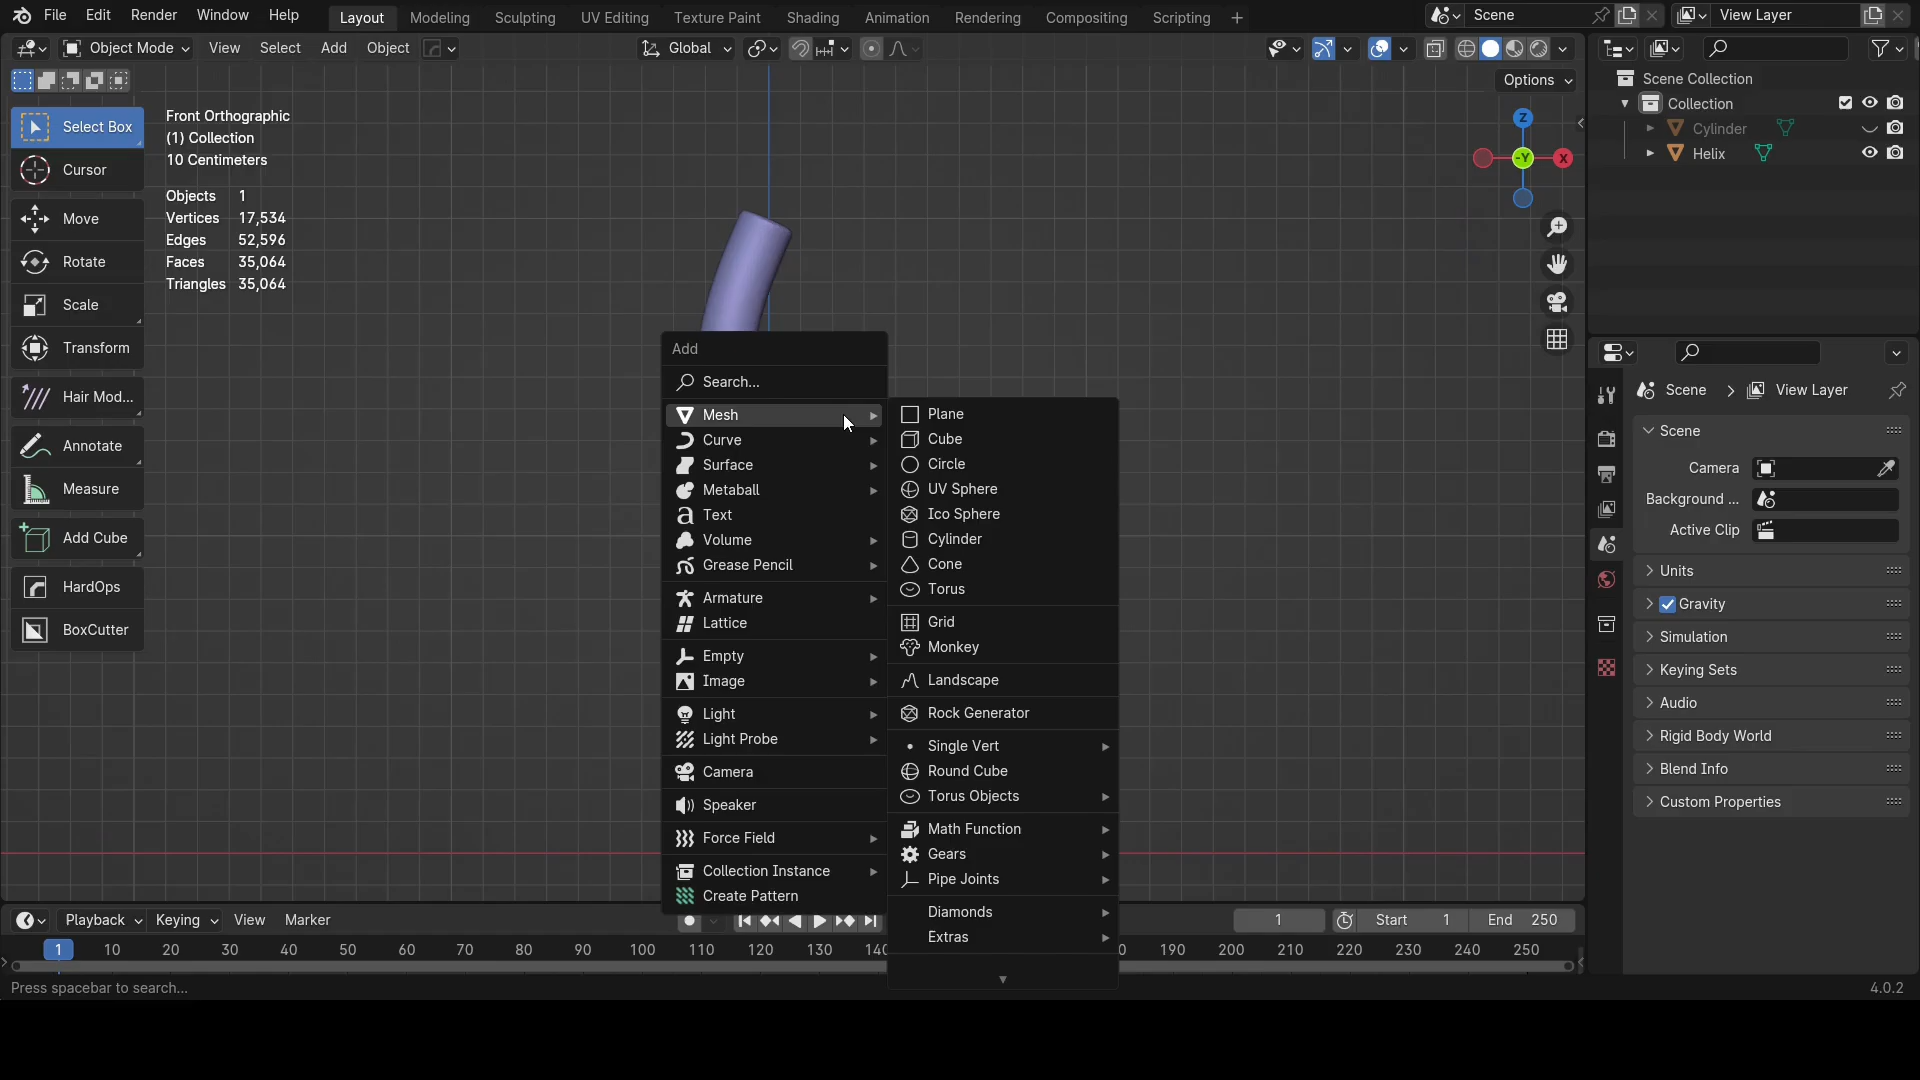 File Edit Render Window Help Layout Modeling Sculpting UV Editing Texture Paint Shading Animation Rendering Compositing Scripting + Scene View Layer
Object Mode View Select Add Object Global
Options
Select Box
Cursor
Move
Rotate
Scale
Transform
Hair Mod...
Annotate
Measure
Add Cube
HardOps
BoxCutter
Front Orthographic
(1) Collection
10 Centimeters
Objects 1
Vertices 17,534
Edges 52,596
Faces 35,064
Triangles 35,064
Z
-Y X
Add
Search...
Mesh
Curve
Surface
Metaball
Text
Volume
Grease Pencil
Armature
Lattice
Empty
Image
Light
Light Probe
Camera
Speaker
Force Field
Collection Instance
Create Pattern
Plane
Cube
Circle
UV Sphere
Ico Sphere
Cylinder
Cone
Torus
Grid
Monkey
Landscape
Rock Generator
Single Vert
Round Cube
Torus Objects
Math Function
Gears
Pipe Joints
Diamonds
Extras
Scene Collection
Collection
Cylinder
Helix
Scene View Layer
Scene
Camera
Background ...
Active Clip
Units
Gravity
Simulation
Keying Sets
Audio
Rigid Body World
Blend Info
Custom Properties
Playback Keying View Marker 1 Start 1 End 250
1 10 20 30 40 50 60 70 80 90 100 110 120 130 190 200 210 220 230 240 250
Press spacebar to search... 4.0.2